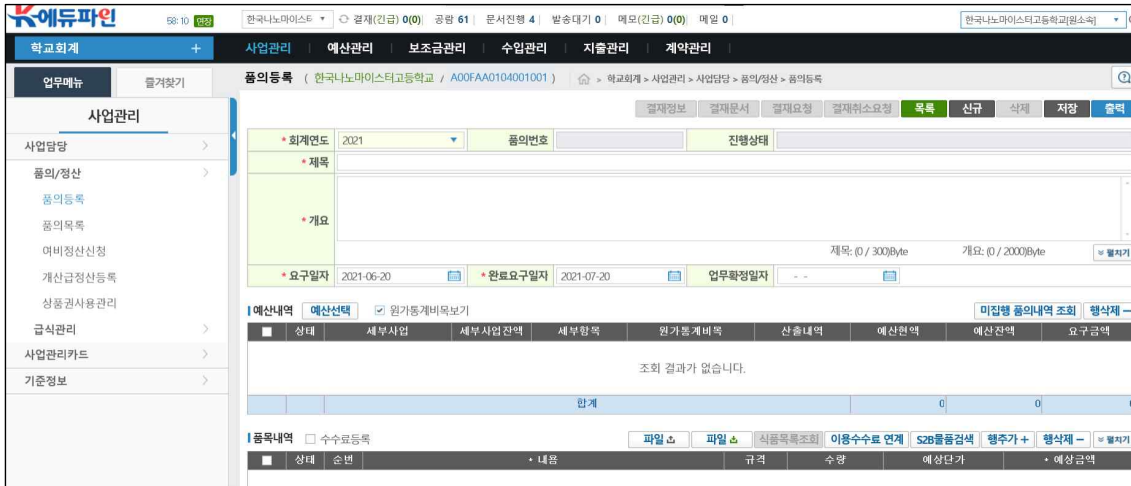 K-에듀파인 58:10 연장 한국나노마이스터 결재(긴급) 0(0) 공람 61 문서진행 4 발송대기 0 메모(긴급) 0(0) 메일 0 한국나노마이스터고등학교[원소속]
학교회계 + 사업관리 예산관리 보조금관리 수입관리 지출관리 계약관리
업무메뉴 즐겨찾기 품의등록 ( 한국나노마이스터고등학교 / A00FAA0104001001 ) > 학교회계 > 사업관리 > 사업담당 > 품의/정산 > 품의등록
사업관리 결재정보 결재문서 결재요청 결재취소요청 목록 신규 삭제 저장 출력
사업담당
품의/정산
품의등록
품의목록
여비정산신청
개산급정산등록
상품권사용관리
급식관리
사업관리카드
기준정보
* 회계연도 2021 품의번호 진행상태
* 제목
* 개요
제목: (0 / 300)Byte 개요: (0 / 2000)Byte 펼치기
* 요구일자 2021-06-20 * 완료요구일자 2021-07-20 업무확정일자 - -
예산내역 예산선택 원가통계비목보기 미집행 품의내역 조회 행삭제 −
상태 세부사업 세부사업잔액 세부항목 원가통계비목 산출내역 예산현액 예산잔액 요구금액
조회 결과가 없습니다.
합계 0 0
품목내역 수수료등록 파일 파일 식품목록조회 이용수수료 연계 S2B물품검색 행추가 + 행삭제 − 펼치기
상태 순번 * 내용 규격 수량 예상단가 * 예상금액